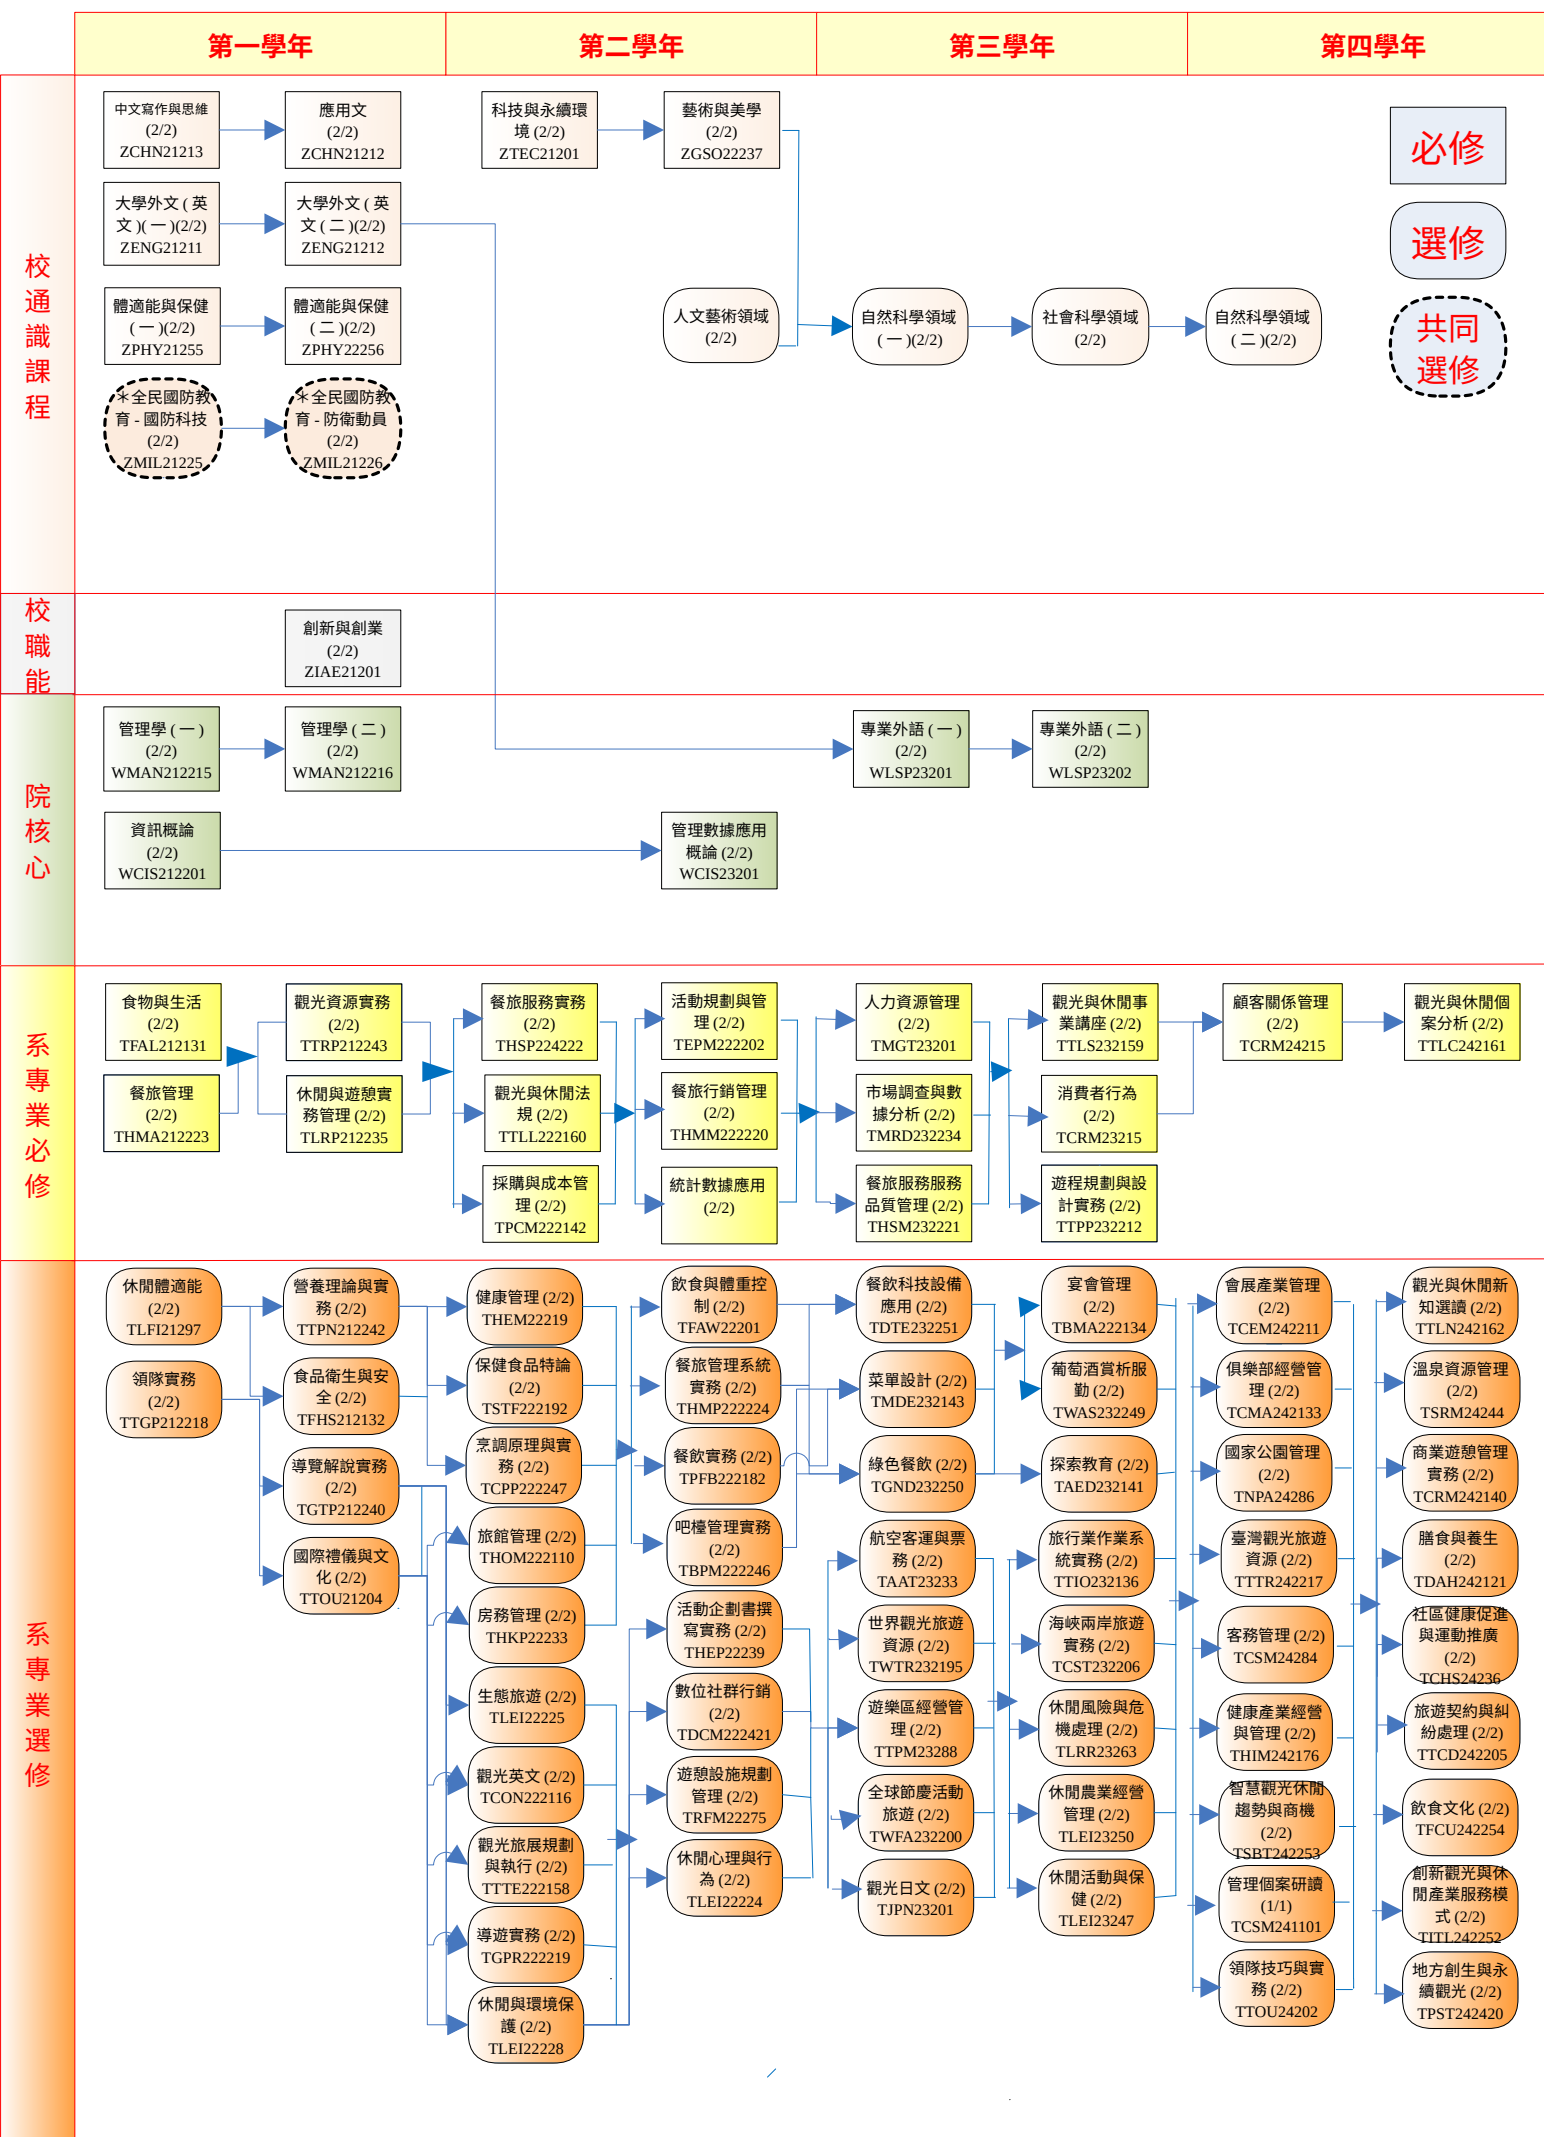 第一學年
第二學年
第三學年
第四學年
校
通
識
課
程
中文寫作與思維
(2/2)
ZCHN21213
應用文
(2/2)
ZCHN21212
科技與永續環
境 (2/2)
ZTEC21201
藝術與美學
(2/2)
ZGSO22237
必修
大學外文 ( 英
文 )( 一 )(2/2)
ZENG21211
大學外文 ( 英
文 ( 二 )(2/2)
ZENG21212
選修
體適能與保健
( 一 )(2/2)
ZPHY21255
體適能與保健
( 二 )(2/2)
ZPHY22256
人文藝術領域
(2/2)
自然科學領域
( 一 )(2/2)
社會科學領域
(2/2)
自然科學領域
( 二 )(2/2)
共同
選修
＊全民國防教
育 - 國防科技
(2/2)
ZMIL21225
＊全民國防教
育 - 防衛動員
(2/2)
ZMIL21226
校
職
能
創新與創業
(2/2)
ZIAE21201
院
核
心
管理學 ( 一 )
(2/2)
WMAN212215
管理學 ( 二 )
(2/2)
WMAN212216
專業外語 ( 一 )
(2/2)
WLSP23201
專業外語 ( 二 )
(2/2)
WLSP23202
資訊概論
(2/2)
WCIS212201
管理數據應用
概論 (2/2)
WCIS23201
系
專
業
必
修
食物與生活
(2/2)
TFAL212131
觀光資源實務
(2/2)
TTRP212243
餐旅服務實務
(2/2)
THSP224222
活動規劃與管
理 (2/2)
TEPM222202
人力資源管理
(2/2)
TMGT23201
觀光與休閒事
業講座 (2/2)
TTLS232159
顧客關係管理
(2/2)
TCRM24215
觀光與休閒個
案分析 (2/2)
TTLC242161
餐旅管理
(2/2)
THMA212223
休閒與遊憩實
務管理 (2/2)
TLRP212235
觀光與休閒法
規 (2/2)
TTLL222160
餐旅行銷管理
(2/2)
THMM222220
市場調查與數
據分析 (2/2)
TMRD232234
消費者行為
(2/2)
TCRM23215
採購與成本管
理 (2/2)
TPCM222142
統計數據應用
(2/2)
餐旅服務服務
品質管理 (2/2)
THSM232221
遊程規劃與設
計實務 (2/2)
TTPP232212
系
專
業
選
修
休閒體適能
(2/2)
TLFI21297
領隊實務
(2/2)
TTGP212218
營養理論與實
務 (2/2)
TTPN212242
食品衛生與安
全 (2/2)
TFHS212132
導覽解說實務
(2/2)
TGTP212240
國際禮儀與文
化 (2/2)
TTOU21204
健康管理 (2/2)
THEM22219
保健食品特論
(2/2)
TSTF222192
烹調原理與實
務 (2/2)
TCPP222247
旅館管理 (2/2)
THOM222110
房務管理 (2/2)
THKP22233
生態旅遊 (2/2)
TLEI22225
觀光英文 (2/2)
TCON222116
觀光旅展規劃
與執行 (2/2)
TTTE222158
導遊實務 (2/2)
TGPR222219
休閒與環境保
護 (2/2)
TLEI22228
飲食與體重控
制 (2/2)
TFAW22201
餐旅管理系統
實務 (2/2)
THMP222224
餐飲實務 (2/2)
TPFB222182
吧檯管理實務
(2/2)
TBPM222246
活動企劃書撰
寫實務 (2/2)
THEP22239
數位社群行銷
(2/2)
TDCM222421
遊憩設施規劃
管理 (2/2)
TRFM22275
休閒心理與行
為 (2/2)
TLEI22224
餐飲科技設備
應用 (2/2)
TDTE232251
菜單設計 (2/2)
TMDE232143
綠色餐飲 (2/2)
TGND232250
航空客運與票
務 (2/2)
TAAT23233
世界觀光旅遊
資源 (2/2)
TWTR232195
遊樂區經營管
理 (2/2)
TTPM23288
全球節慶活動
旅遊 (2/2)
TWFA232200
觀光日文 (2/2)
TJPN23201
宴會管理
(2/2)
TBMA222134
葡萄酒賞析服
勤 (2/2)
TWAS232249
探索教育 (2/2)
TAED232141
旅行業作業系
統實務 (2/2)
TTIO232136
海峽兩岸旅遊
實務 (2/2)
TCST232206
休閒風險與危
機處理 (2/2)
TLRR23263
休閒農業經營
管理 (2/2)
TLEI23250
休閒活動與保
健 (2/2)
TLEI23247
會展產業管理
(2/2)
TCEM242211
俱樂部經營管
理 (2/2)
TCMA242133
國家公園管理
(2/2)
TNPA24286
臺灣觀光旅遊
資源 (2/2)
TTTR242217
客務管理 (2/2)
TCSM24284
健康產業經營
與管理 (2/2)
THIM242176
智慧觀光休閒
趨勢與商機
(2/2)
TSBT242253
管理個案研讀
(1/1)
TCSM241101
領隊技巧與實
務 (2/2)
TTOU24202
觀光與休閒新
知選讀 (2/2)
TTLN242162
溫泉資源管理
(2/2)
TSRM24244
商業遊憩管理
實務 (2/2)
TCRM242140
膳食與養生
(2/2)
TDAH242121
社區健康促進
與運動推廣
(2/2)
TCHS24236
旅遊契約與糾
紛處理 (2/2)
TTCD242205
飲食文化 (2/2)
TFCU242254
創新觀光與休
閒產業服務模
式 (2/2)
TITL242252
地方創生與永
續觀光 (2/2)
TPST242420